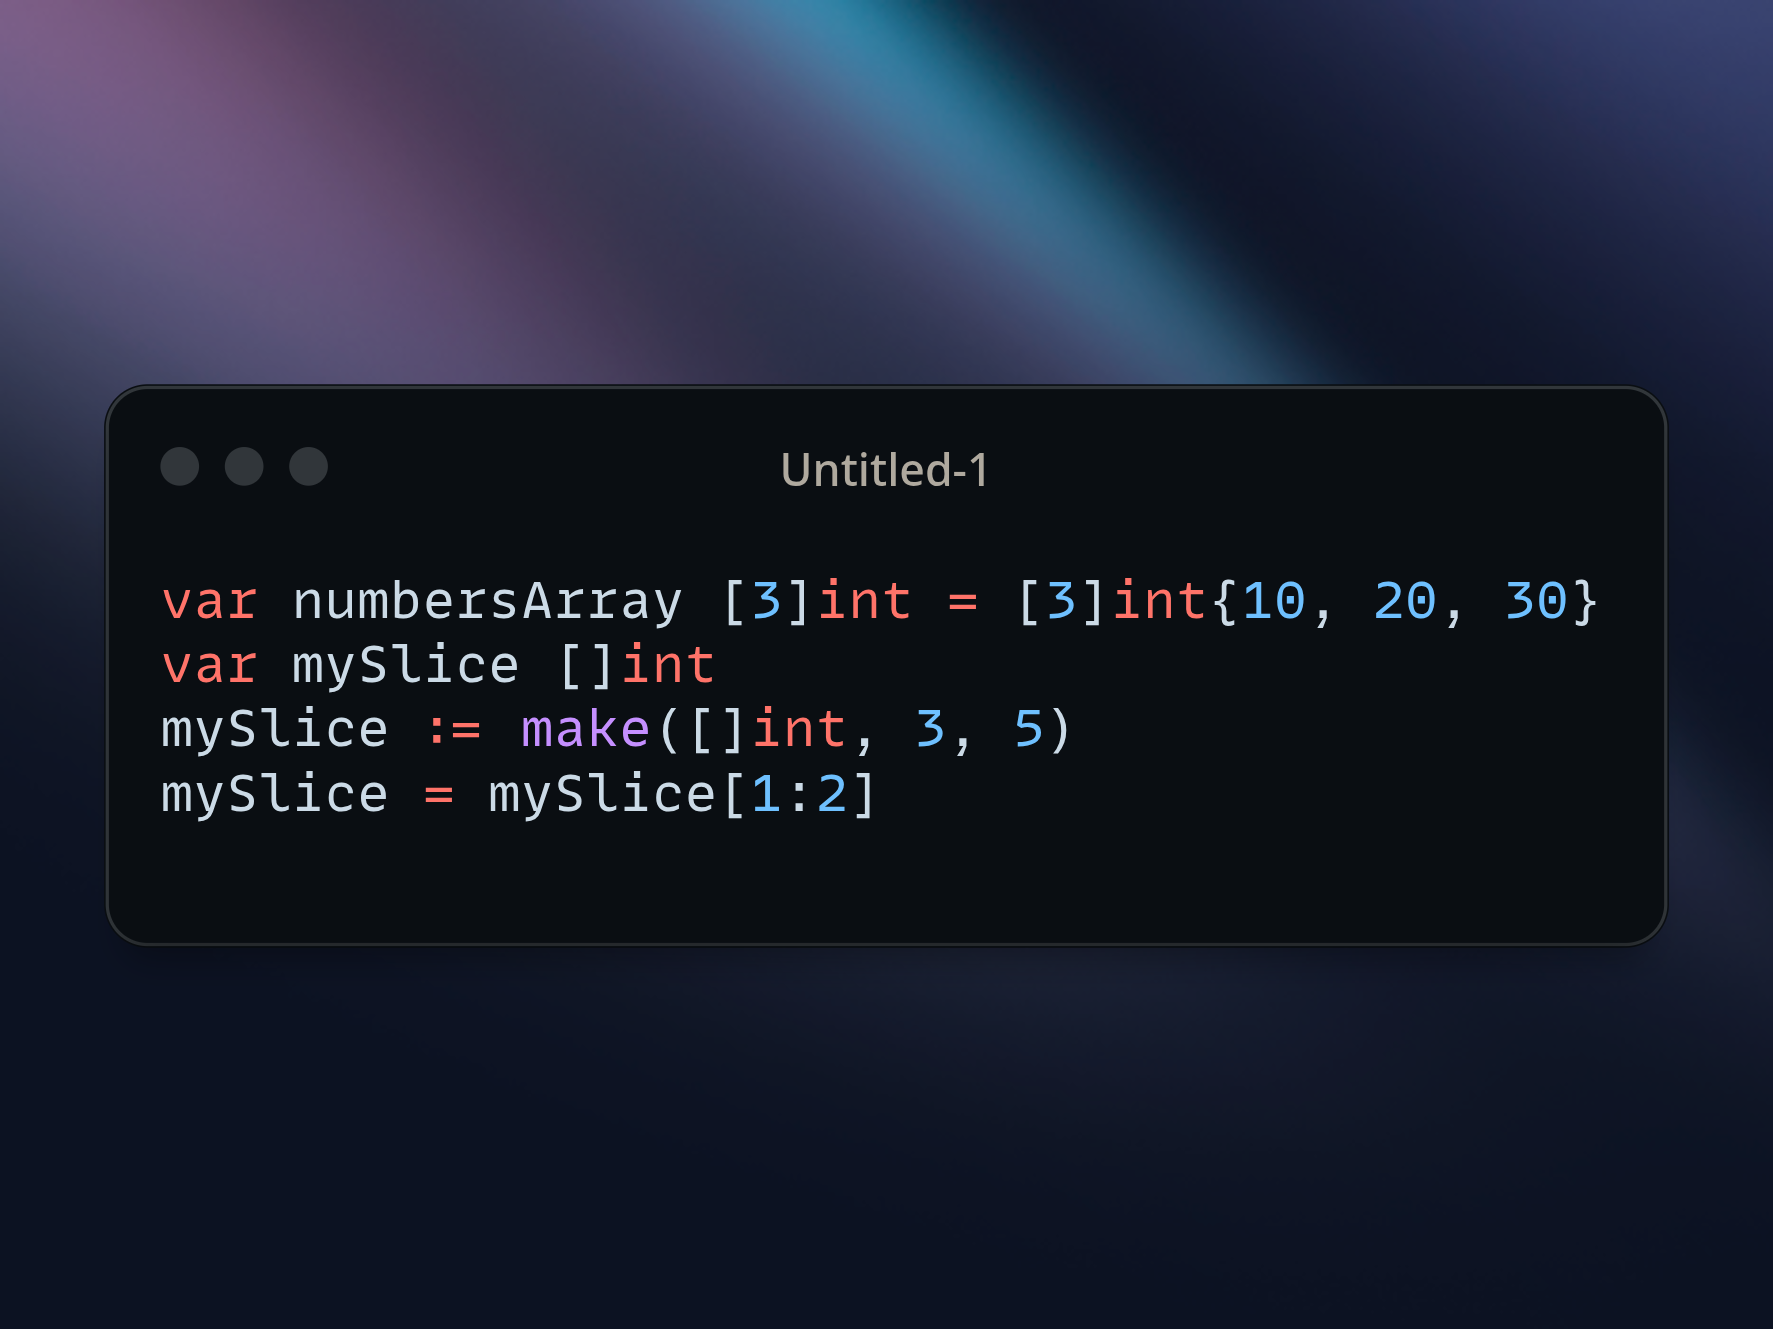 Untitled-1
var numbersArray [3]int = [3]int{10, 20, 30}
var mySlice []int
mySlice := make([]int, 3, 5)
mySlice = mySlice[1:2]